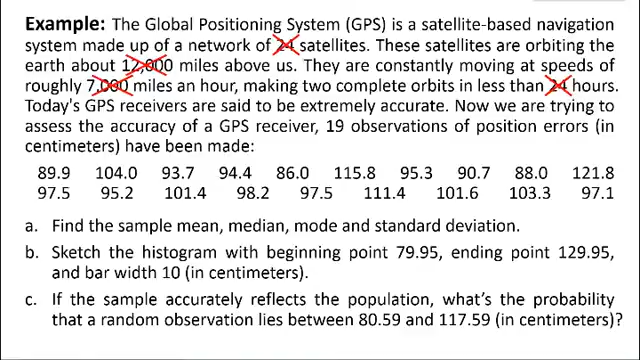 Example: The Global Positioning System (GPS) is a satellite-based navigation
system made up of a network of 24 satellites. These satellites are orbiting the
earth about 12,000 miles above us. They are constantly moving at speeds of
roughly 7,000 miles an hour, making two complete orbits in less than 24 hours.
Today's GPS receivers are said to be extremely accurate. Now we are trying to
assess the accuracy of a GPS receiver, 19 observations of position errors (in
centimeters) have been made:
89.9 104.0 93.7 94.4 86.0 115.8 95.3 90.7 88.0 121.8
97.5 95.2 101.4 98.2 97.5 111.4 101.6 103.3 97.1
a. Find the sample mean, median, mode and standard deviation.
b. Sketch the histogram with beginning point 79.95, ending point 129.95,
and bar width 10 (in centimeters).
c. If the sample accurately reflects the population, what's the probability
that a random observation lies between 80.59 and 117.59 (in centimeters)?